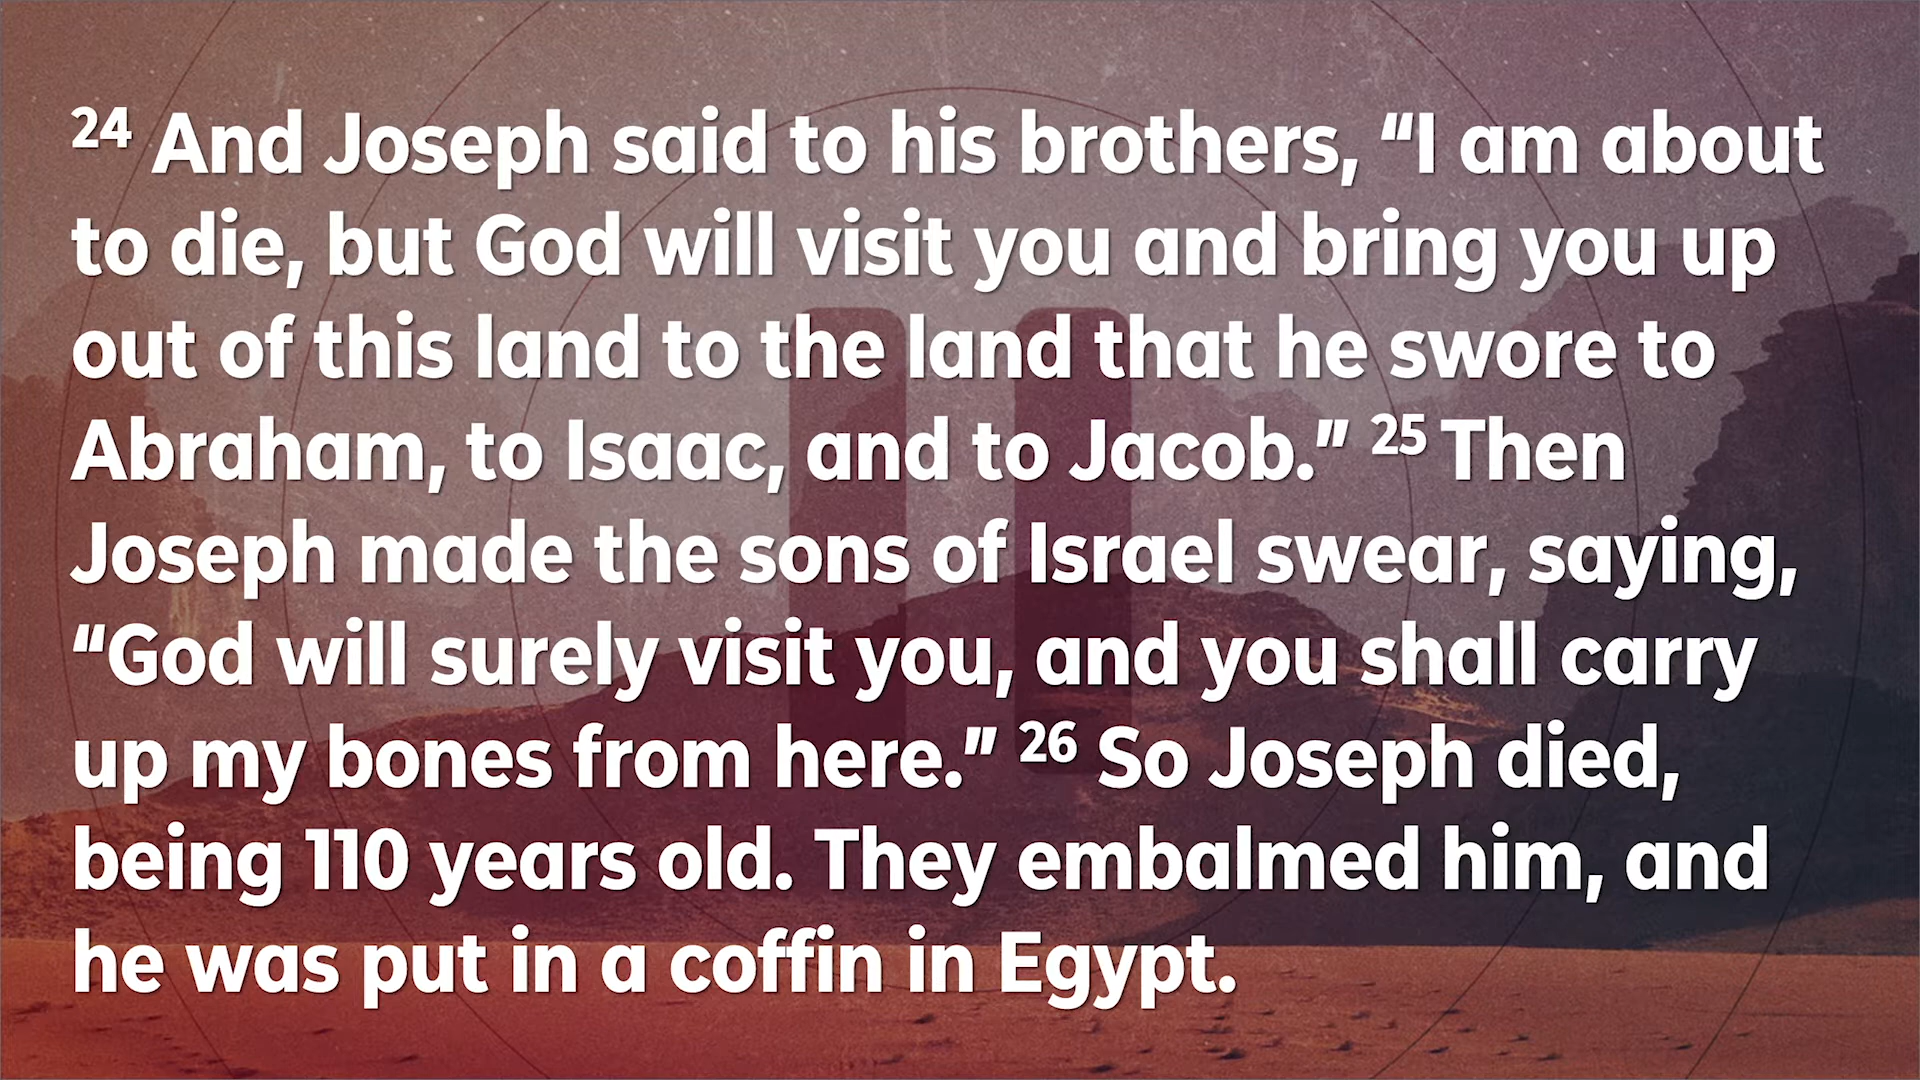 24 And Joseph said to his brothers, “I am about
to die, but God will visit you and bring you up
out of this land to the land that he swore to
Abraham, to Isaac, and to Jacob.” 25 Then
Joseph made the sons of Israel swear, saying,
“God will surely visit you, and you shall carry
up my bones from here.” 26 So Joseph died,
being 110 years old. They embalmed him, and
he was put in a coffin in Egypt.